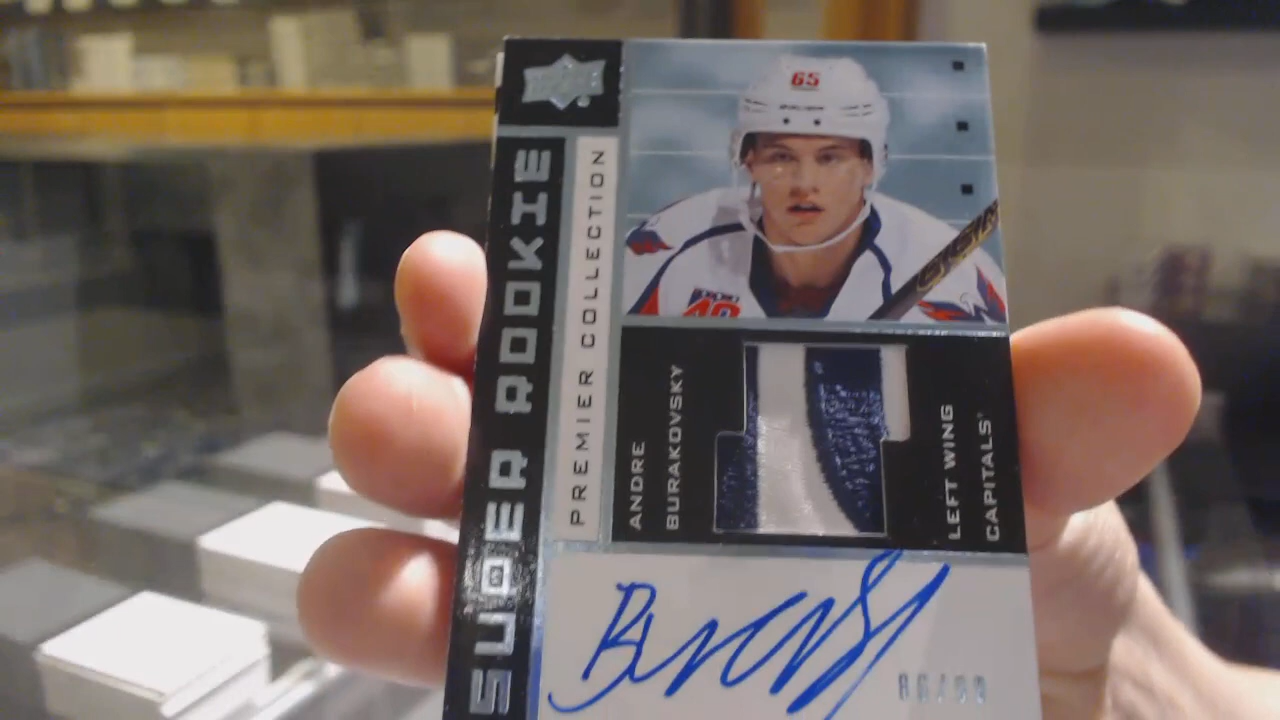 65
SUPER ROOKIE
PREMIER COLLECTION
ANDRE
BURAKOVSKY
LEFT WING
CAPITALS